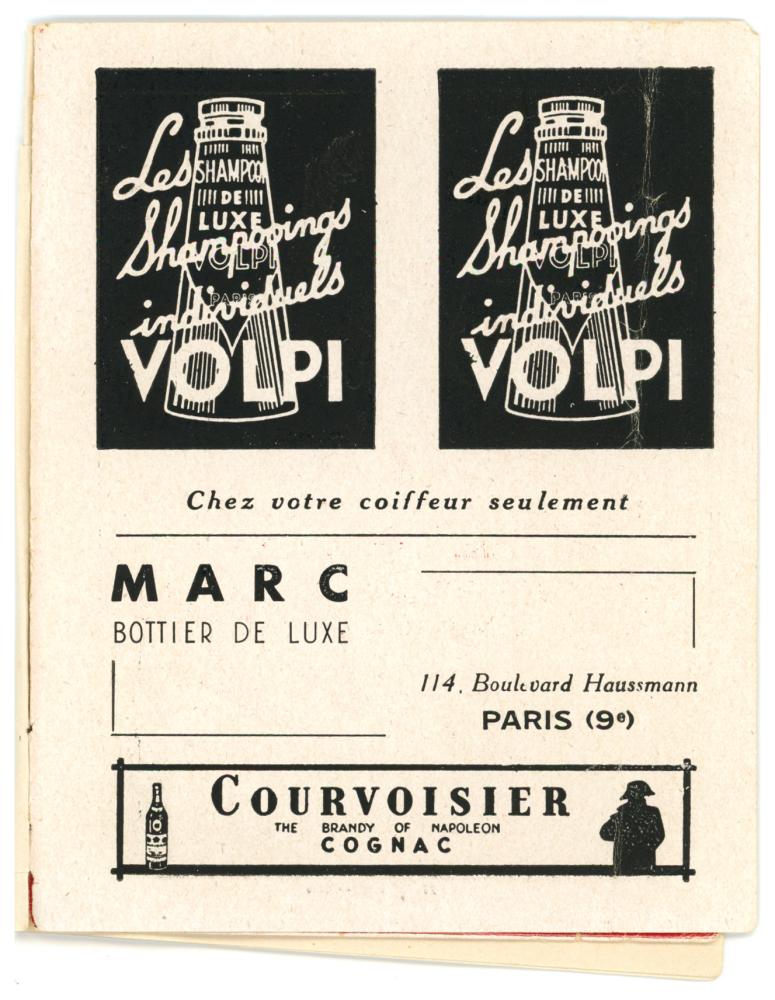 Les
SHAMPOO
DE
LUXE
Shampooings
VOLPI
PARIS
individuels
VOLPI
Les
SHAMPOO
DE
LUXE
Shampooings
VOLPI
PARIS
individuels
VOLPI
Chez votre coiffeur seulement
MARC
BOTTIER DE LUXE
114, Boulevard Haussmann
PARIS (9e)
COURVOISIER
THE BRANDY OF NAPOLEON
COGNAC